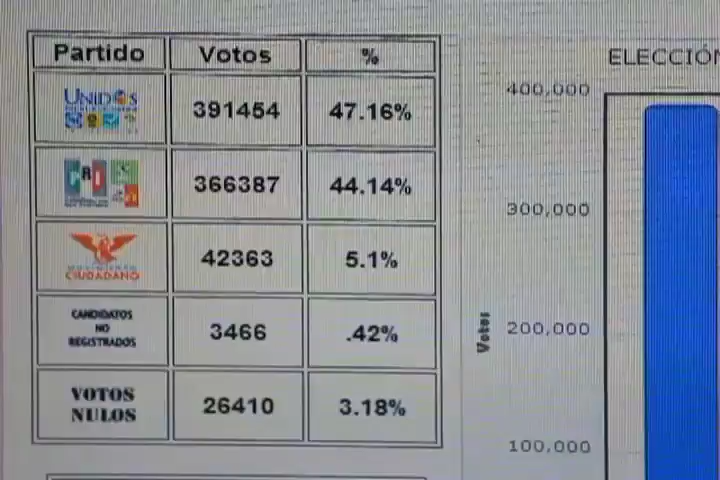 Partido Votos %
UNIDOS 391454 47.16%
PRI 366387 44.14%
MOVIMIENTO
CIUDADANO 42363 5.1%
CANDIDATOS
NO
REGISTRADOS 3466 .42%
VOTOS
NULOS 26410 3.18%
ELECCIÓN
400,000
300,000
200,000
100,000
Votos